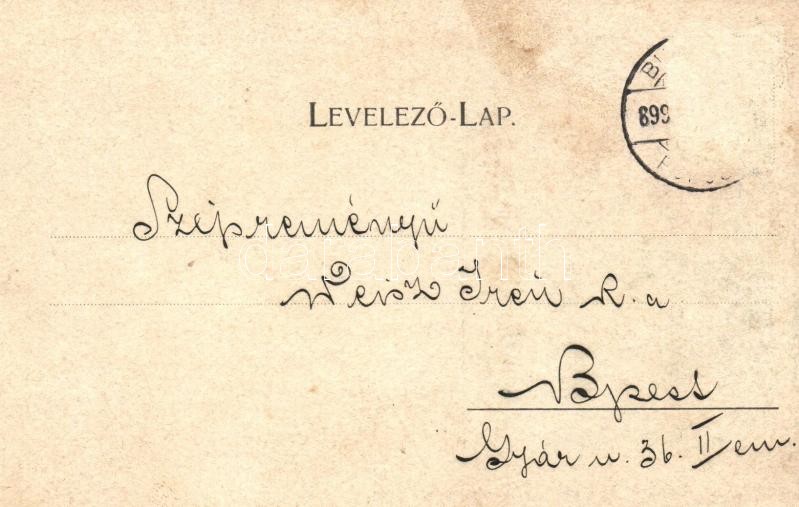 LEVELEZŐ-LAP.
899
Szépreményű
Weisz Irén k. a
Bpest
Gyár u. 36. II em.